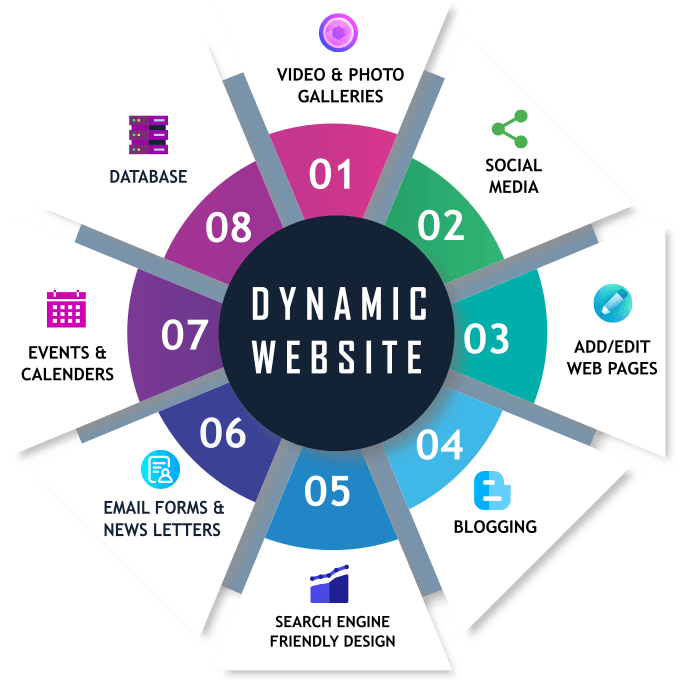 VIDEO & PHOTO
GALLERIES
01
SOCIAL
MEDIA
02
ADD/EDIT
WEB PAGES
03
BLOGGING
04
SEARCH ENGINE
FRIENDLY DESIGN
05
EMAIL FORMS &
NEWS LETTERS
06
EVENTS &
CALENDERS
07
DATABASE
08
DYNAMIC
WEBSITE